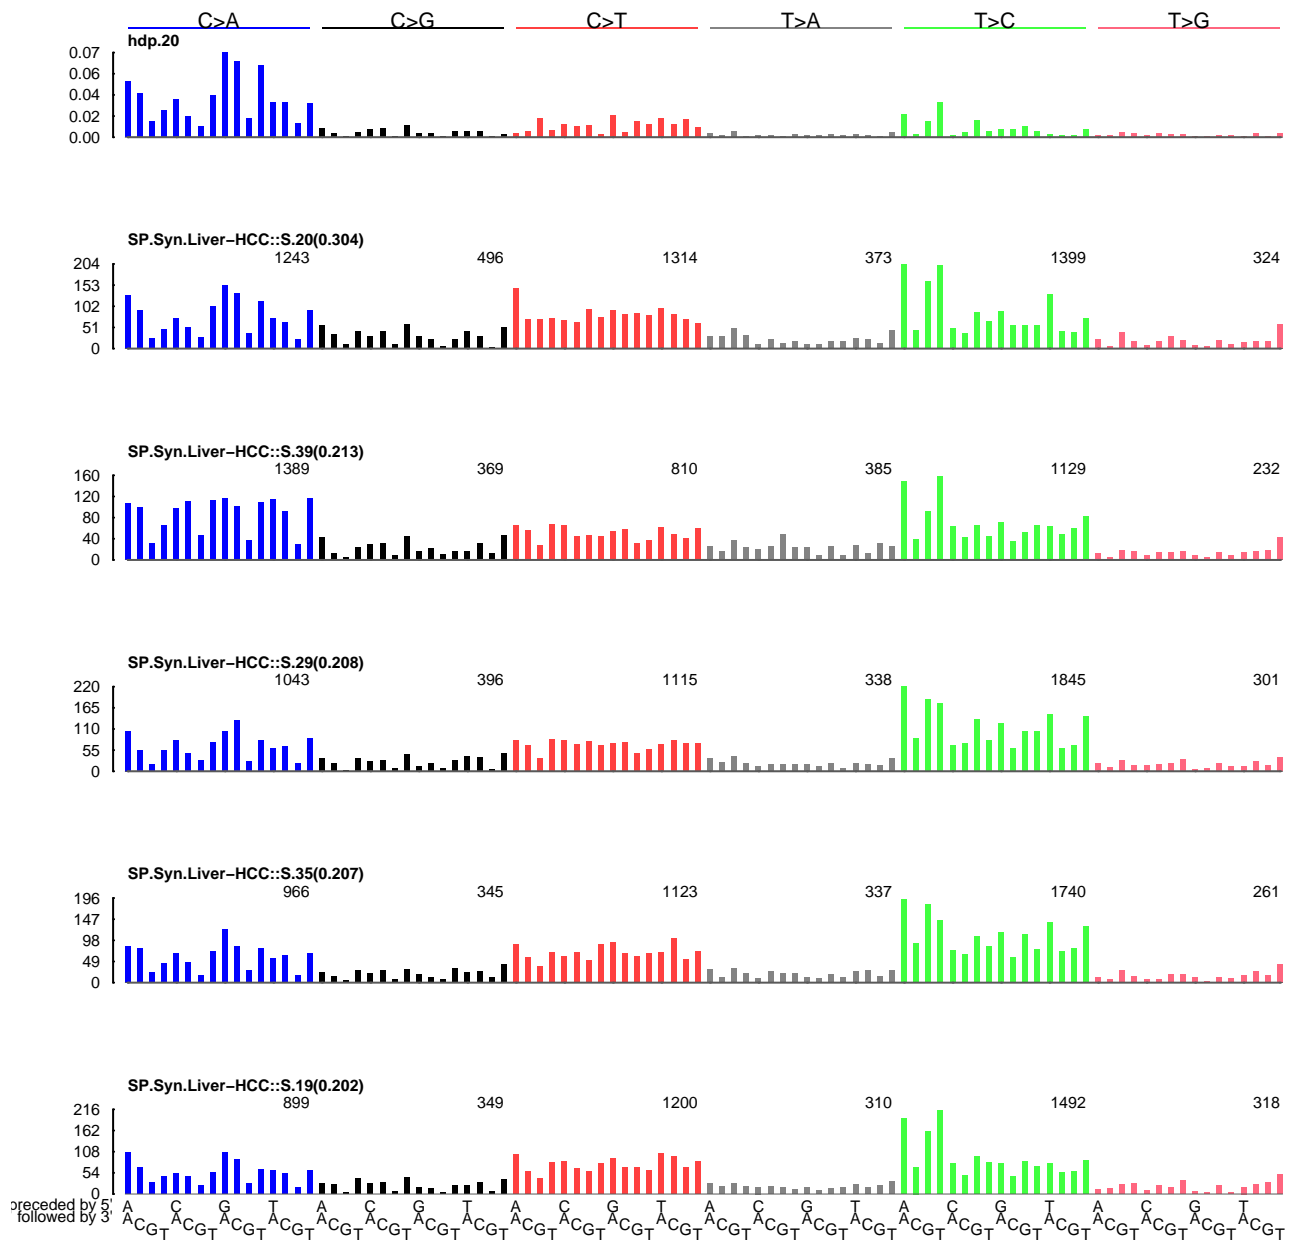 C>A C>G C>T T>A T>C T>G
hdp.20
0.07
0.06
0.04
0.02
0.00
SP.Syn.Liver−HCC::S.20(0.304)
1243 496 1314 373 1399 324
204
153
102
51
0
SP.Syn.Liver−HCC::S.39(0.213)
1389 369 810 385 1129 232
160
120
80
40
0
SP.Syn.Liver−HCC::S.29(0.208)
1043 396 1115 338 1845 301
220
165
110
55
0
SP.Syn.Liver−HCC::S.35(0.207)
966 345 1123 337 1740 261
196
147
98
49
0
SP.Syn.Liver−HCC::S.19(0.202)
899 349 1200 310 1492 318
216
162
108
54
0
preceded by 5' A C G T A C G T A C G T A C G T A C G T A C G T
followed by 3' A C G T A C G T A C G T A C G T A C G T A C G T A C G T A C G T A C G T A C G T A C G T A C G T A C G T A C G T A C G T A C G T A C G T A C G T A C G T A C G T A C G T A C G T A C G T A C G T